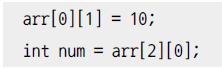 arr[0][1] = 10;
int num = arr[2][0];